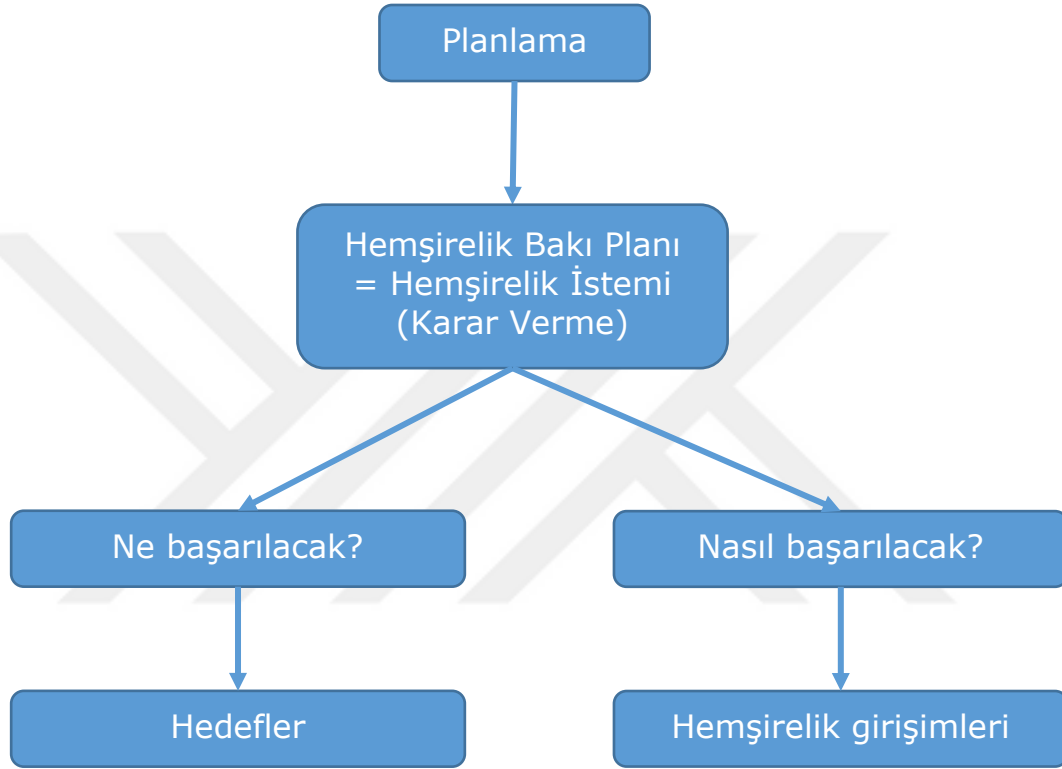 Planlama
Hemşirelik Bakı Planı
= Hemşirelik İstemi
(Karar Verme)
Ne başarılacak?
Nasıl başarılacak?
Hedefler
Hemşirelik girişimleri